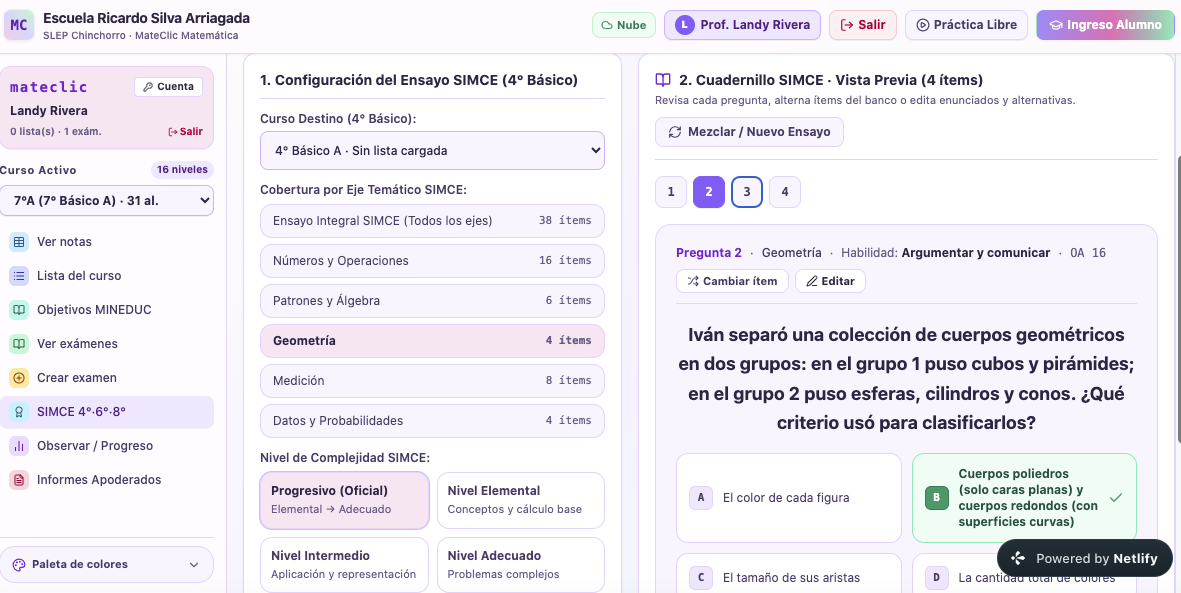 MC
Escuela Ricardo Silva Arriagada
SLEP Chinchorro · MateClic Matemática
Nube
L Prof. Landy Rivera
Salir
Práctica Libre
Ingreso Alumno
mateclic
Cuenta
Landy Rivera
0 lista(s) · 1 exám.
Salir
Curso Activo
16 niveles
7ºA (7º Básico A) · 31 al.
Ver notas
Lista del curso
Objetivos MINEDUC
Ver exámenes
Crear examen
SIMCE 4º·6º·8º
Observar / Progreso
Informes Apoderados
Paleta de colores
1. Configuración del Ensayo SIMCE (4º Básico)
Curso Destino (4º Básico):
4º Básico A · Sin lista cargada
Cobertura por Eje Temático SIMCE:
Ensayo Integral SIMCE (Todos los ejes) 38 ítems
Números y Operaciones 16 ítems
Patrones y Álgebra 6 ítems
Geometría 4 ítems
Medición 8 ítems
Datos y Probabilidades 4 ítems
Nivel de Complejidad SIMCE:
Progresivo (Oficial)
Elemental → Adecuado
Nivel Elemental
Conceptos y cálculo base
Nivel Intermedio
Aplicación y representación
Nivel Adecuado
Problemas complejos
2. Cuadernillo SIMCE · Vista Previa (4 ítems)
Revisa cada pregunta, alterna ítems del banco o edita enunciados y alternativas.
Mezclar / Nuevo Ensayo
1 2 3 4
Pregunta 2 · Geometría · Habilidad: Argumentar y comunicar · OA 16
Cambiar ítem
Editar
Iván separó una colección de cuerpos geométricos
en dos grupos: en el grupo 1 puso cubos y pirámides;
en el grupo 2 puso esferas, cilindros y conos. ¿Qué
criterio usó para clasificarlos?
A El color de cada figura
B Cuerpos poliedros
(solo caras planas) y
cuerpos redondos (con
superficies curvas)
C El tamaño de sus aristas
D La cantidad total de colores
Powered by Netlify